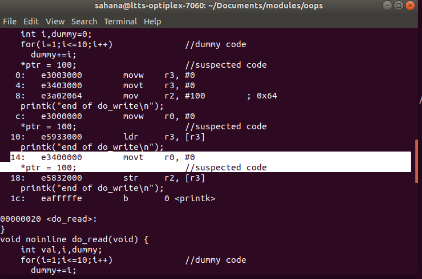 sahana@ltts-optiplex-7060: ~/Documents/modules/oops
File Edit View Search Terminal Help
int i,dummy=0;
for(i=1;i<=10;i++) //dummy code
dummy+=i;
*ptr = 100; //suspected code
0: e3003000 movw r3, #0
4: e3403000 movt r3, #0
8: e3a02064 mov r2, #100 ; 0x64
printk("end of do_write\n");
c: e3000000 movw r0, #0
*ptr = 100; //suspected code
10: e5933000 ldr r3, [r3]
printk("end of do_write\n");
14: e3400000 movt r0, #0
*ptr = 100; //suspected code
18: e5832000 str r2, [r3]
printk("end of do_write\n");
1c: eafffffe b 0 <printk>
00000020 <do_read>:
}
void noinline do_read(void) {
int val,i,dummy;
for(i=1;i<=10;i++) //dummy code
dummy+=i;